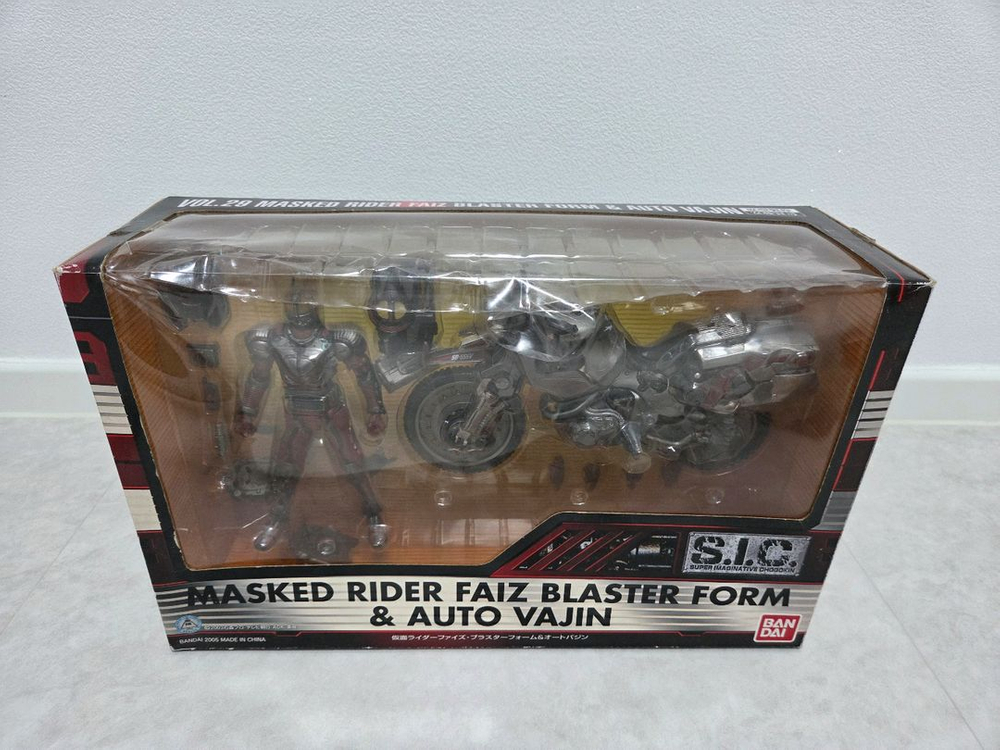 VOL.29 MASKED RIDER FAIZ BLASTER FORM & AUTO VAJIN
S.I.C.
SUPER IMAGINATIVE CHOGOKIN
MASKED RIDER FAIZ BLASTER FORM
& AUTO VAJIN
仮面ライダーファイズ・ブラスターフォーム&オートバジン
BANDAI 2005 MADE IN CHINA
BAN
DAI